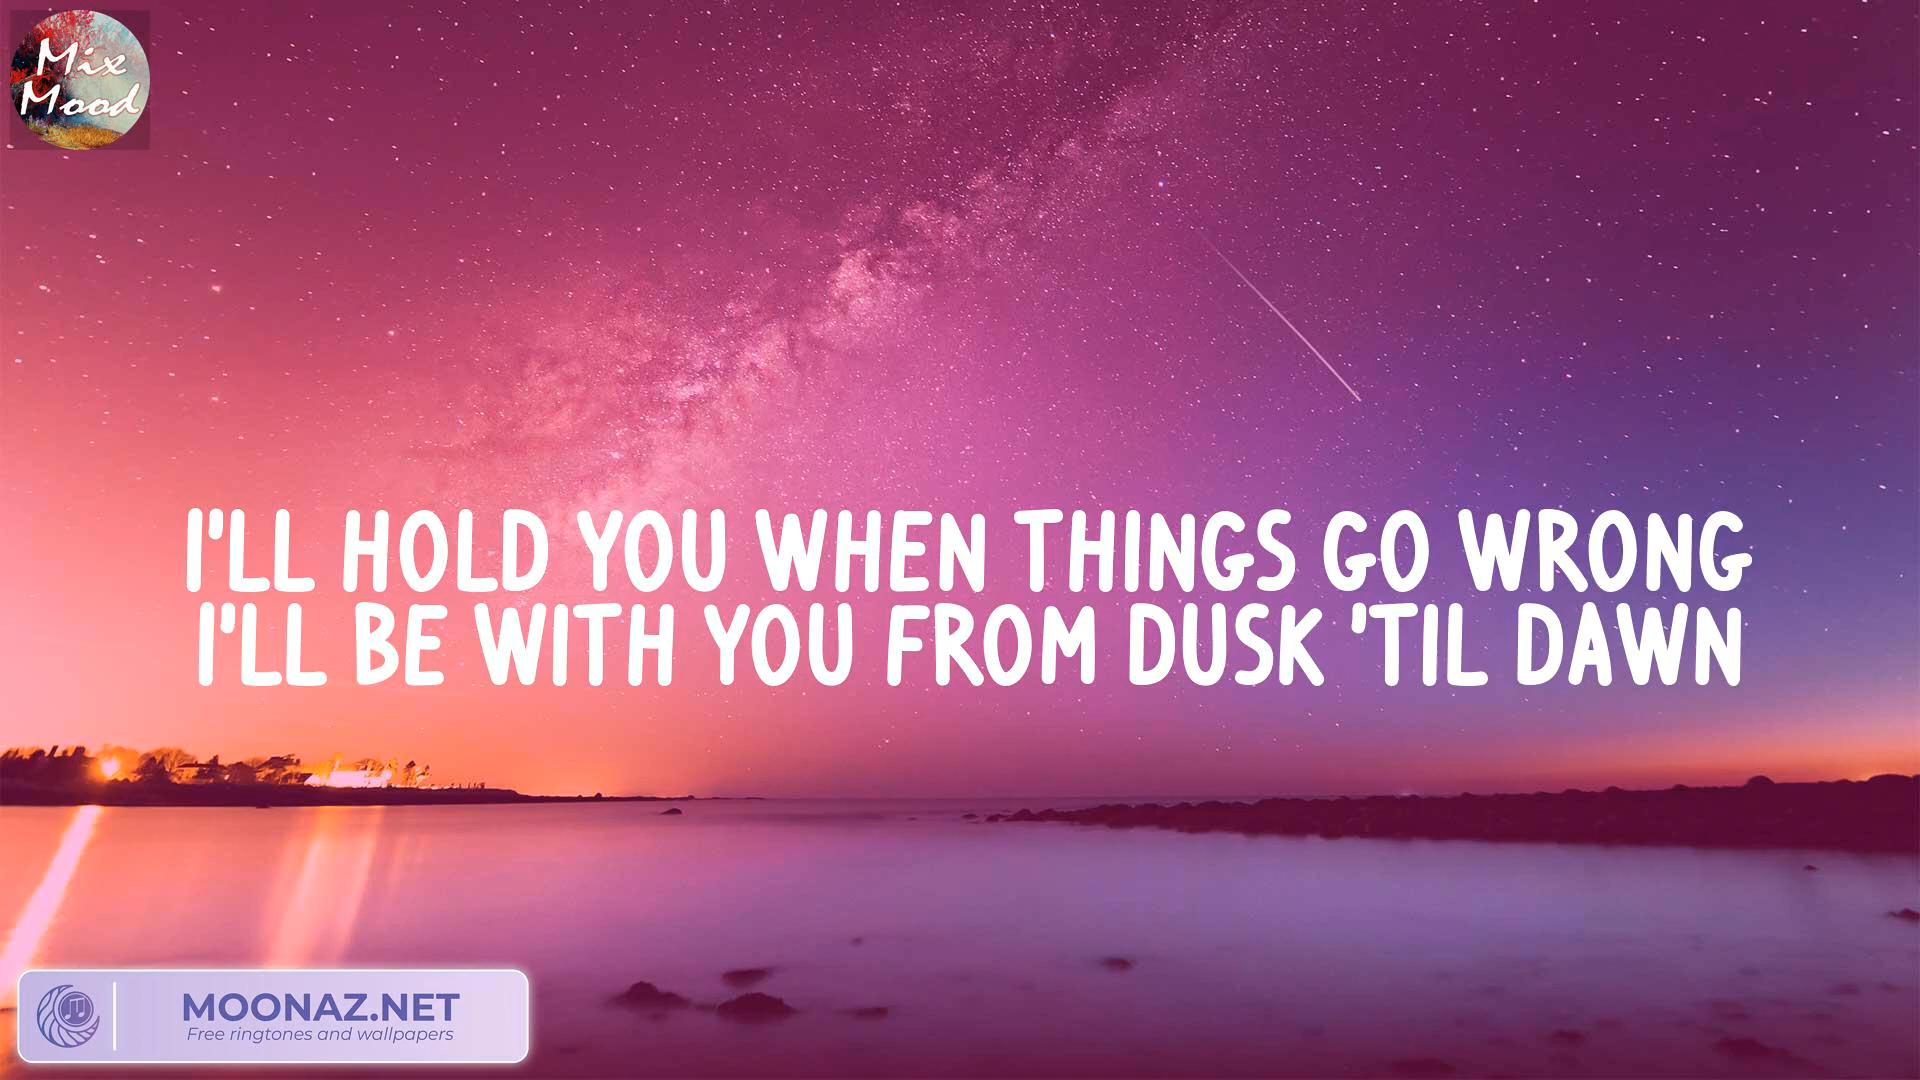 Mix
Mood
I'LL HOLD YOU WHEN THINGS GO WRONG
I'LL BE WITH YOU FROM DUSK 'TIL DAWN
MOONAZ.NET
Free ringtones and wallpapers